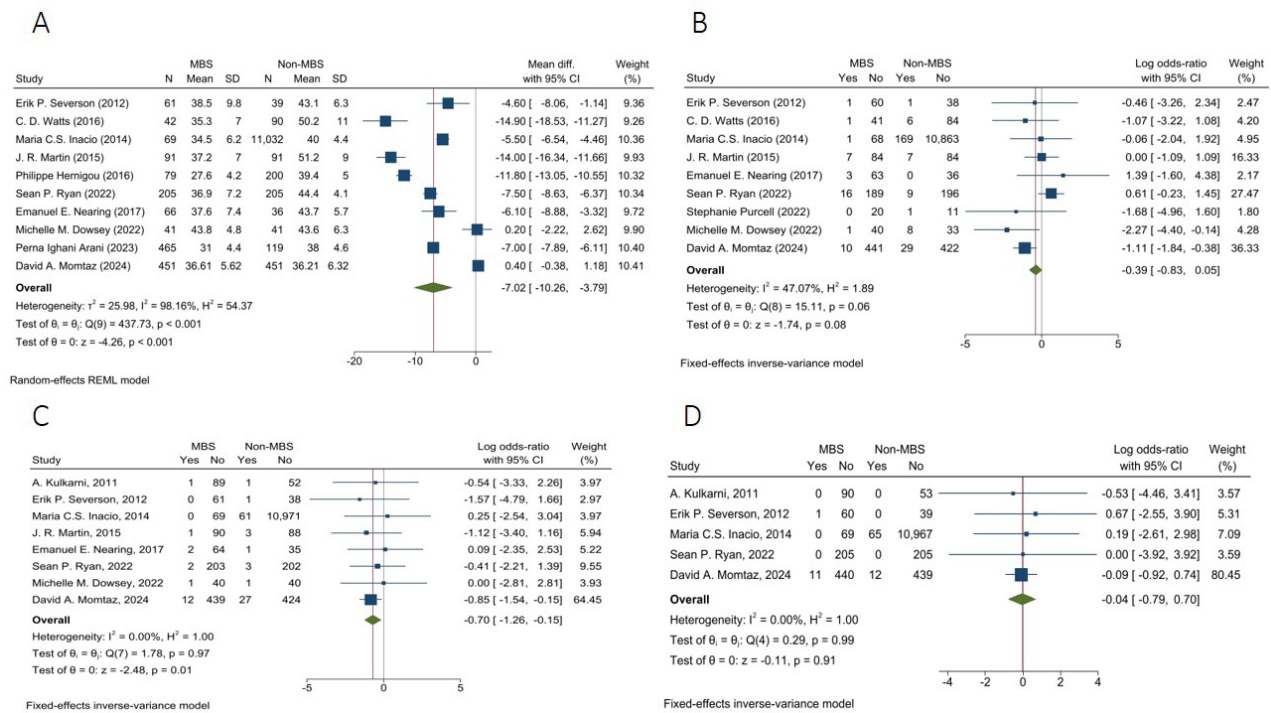 A
MBS Non-MBS Mean diff. Weight
Study N Mean SD N Mean SD with 95% CI (%)
Erik P. Severson (2012) 61 38.5 9.8 39 43.1 6.3 -4.60 [ -8.06, -1.14] 9.36
C. D. Watts (2016) 42 35.3 7 90 50.2 11 -14.90 [ -18.53, -11.27] 9.26
Maria C.S. Inacio (2014) 69 34.5 6.2 11,032 40 4.4 -5.50 [ -6.54, -4.46] 10.36
J. R. Martin (2015) 91 37.2 7 91 51.2 9 -14.00 [ -16.34, -11.66] 9.93
Philippe Hernigou (2016) 79 27.6 4.2 200 39.4 5 -11.80 [ -13.05, -10.55] 10.32
Sean P. Ryan (2022) 205 36.9 7.2 205 44.4 4.1 -7.50 [ -8.63, -6.37] 10.34
Emanuel E. Nearing (2017) 66 37.6 7.4 36 43.7 5.7 -6.10 [ -8.88, -3.32] 9.72
Michelle M. Dowsey (2022) 41 43.8 4.8 41 43.6 6.3 0.20 [ -2.22, 2.62] 9.90
Perna Ighani Arani (2023) 465 31 4.4 119 38 4.6 -7.00 [ -7.89, -6.11] 10.40
David A. Momtaz (2024) 451 36.61 5.62 451 36.21 6.32 0.40 [ -0.38, 1.18] 10.41
Overall -7.02 [ -10.26, -3.79]
Heterogeneity: τ² = 25.98, I² = 98.16%, H² = 54.37
Test of θᵢ = θⱼ: Q(9) = 437.73, p < 0.001
Test of θ = 0: z = -4.26, p < 0.001
-20 -10 0
Random-effects REML model
B
MBS Non-MBS Log odds-ratio Weight
Study Yes No Yes No with 95% CI (%)
Erik P. Severson (2012) 1 60 1 38 -0.46 [ -3.26, 2.34] 2.47
C. D. Watts (2016) 1 41 6 84 -1.07 [ -3.22, 1.08] 4.20
Maria C.S. Inacio (2014) 1 68 169 10,863 -0.06 [ -2.04, 1.92] 4.95
J. R. Martin (2015) 7 84 7 84 0.00 [ -1.09, 1.09] 16.33
Emanuel E. Nearing (2017) 3 63 0 36 1.39 [ -1.60, 4.38] 2.17
Sean P. Ryan (2022) 16 189 9 196 0.61 [ -0.23, 1.45] 27.47
Stephanie Purcell (2022) 0 20 1 11 -1.68 [ -4.96, 1.60] 1.80
Michelle M. Dowsey (2022) 1 40 8 33 -2.27 [ -4.40, -0.14] 4.28
David A. Momtaz (2024) 10 441 29 422 -1.11 [ -1.84, -0.38] 36.33
Overall -0.39 [ -0.83, 0.05]
Heterogeneity: I² = 47.07%, H² = 1.89
Test of θᵢ = θⱼ: Q(8) = 15.11, p = 0.06
Test of θ = 0: z = -1.74, p = 0.08
-5 0 5
Fixed-effects inverse-variance model
C
MBS Non-MBS Log odds-ratio Weight
Study Yes No Yes No with 95% CI (%)
A. Kulkarni, 2011 1 89 1 52 -0.54 [ -3.33, 2.26] 3.97
Erik P. Severson, 2012 0 61 1 38 -1.57 [ -4.79, 1.66] 2.97
Maria C.S. Inacio, 2014 0 69 61 10,971 0.25 [ -2.54, 3.04] 3.97
J. R. Martin, 2015 1 90 3 88 -1.12 [ -3.40, 1.16] 5.94
Emanuel E. Nearing, 2017 2 64 1 35 0.09 [ -2.35, 2.53] 5.22
Sean P. Ryan, 2022 2 203 3 202 -0.41 [ -2.21, 1.39] 9.55
Michelle M. Dowsey, 2022 1 40 1 40 0.00 [ -2.81, 2.81] 3.93
David A. Momtaz, 2024 12 439 27 424 -0.85 [ -1.54, -0.15] 64.45
Overall -0.70 [ -1.26, -0.15]
Heterogeneity: I² = 0.00%, H² = 1.00
Test of θᵢ = θⱼ: Q(7) = 1.78, p = 0.97
Test of θ = 0: z = -2.48, p = 0.01
-5 0 5
Fixed-effects inverse-variance model
D
MBS Non-MBS Log odds-ratio Weight
Study Yes No Yes No with 95% CI (%)
A. Kulkarni, 2011 0 90 0 53 -0.53 [ -4.46, 3.41] 3.57
Erik P. Severson, 2012 1 60 0 39 0.67 [ -2.55, 3.90] 5.31
Maria C.S. Inacio, 2014 0 69 65 10,967 0.19 [ -2.61, 2.98] 7.09
Sean P. Ryan, 2022 0 205 0 205 0.00 [ -3.92, 3.92] 3.59
David A. Momtaz, 2024 11 440 12 439 -0.09 [ -0.92, 0.74] 80.45
Overall -0.04 [ -0.79, 0.70]
Heterogeneity: I² = 0.00%, H² = 1.00
Test of θᵢ = θⱼ: Q(4) = 0.29, p = 0.99
Test of θ = 0: z = -0.11, p = 0.91
-4 -2 0 2 4
Fixed-effects inverse-variance model